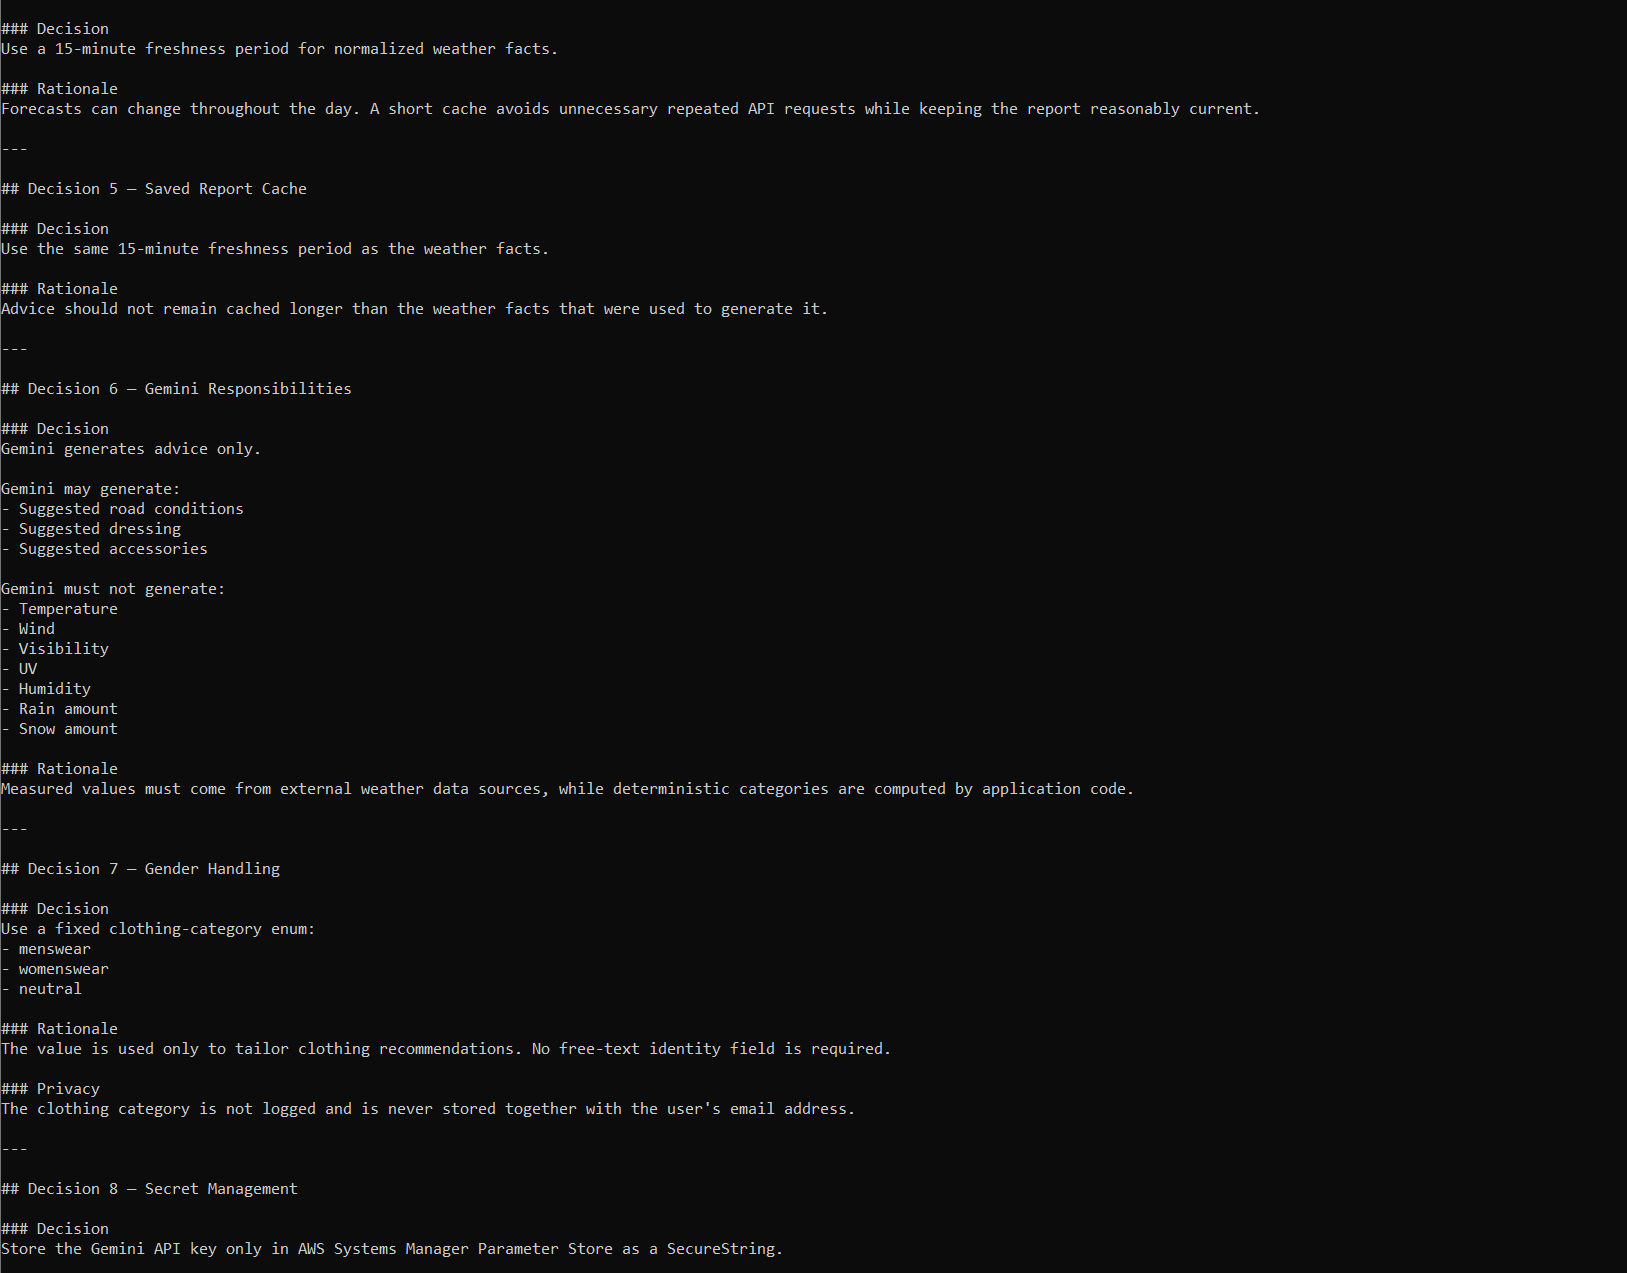 ### Decision
Use a 15-minute freshness period for normalized weather facts.
### Rationale
Forecasts can change throughout the day. A short cache avoids unnecessary repeated API requests while keeping the report reasonably current.
---
## Decision 5 — Saved Report Cache
### Decision
Use the same 15-minute freshness period as the weather facts.
### Rationale
Advice should not remain cached longer than the weather facts that were used to generate it.
---
## Decision 6 — Gemini Responsibilities
### Decision
Gemini generates advice only.
Gemini may generate:
- Suggested road conditions
- Suggested dressing
- Suggested accessories
Gemini must not generate:
- Temperature
- Wind
- Visibility
- UV
- Humidity
- Rain amount
- Snow amount
### Rationale
Measured values must come from external weather data sources, while deterministic categories are computed by application code.
---
## Decision 7 — Gender Handling
### Decision
Use a fixed clothing-category enum:
- menswear
- womenswear
- neutral
### Rationale
The value is used only to tailor clothing recommendations. No free-text identity field is required.
### Privacy
The clothing category is not logged and is never stored together with the user's email address.
---
## Decision 8 — Secret Management
### Decision
Store the Gemini API key only in AWS Systems Manager Parameter Store as a SecureString.